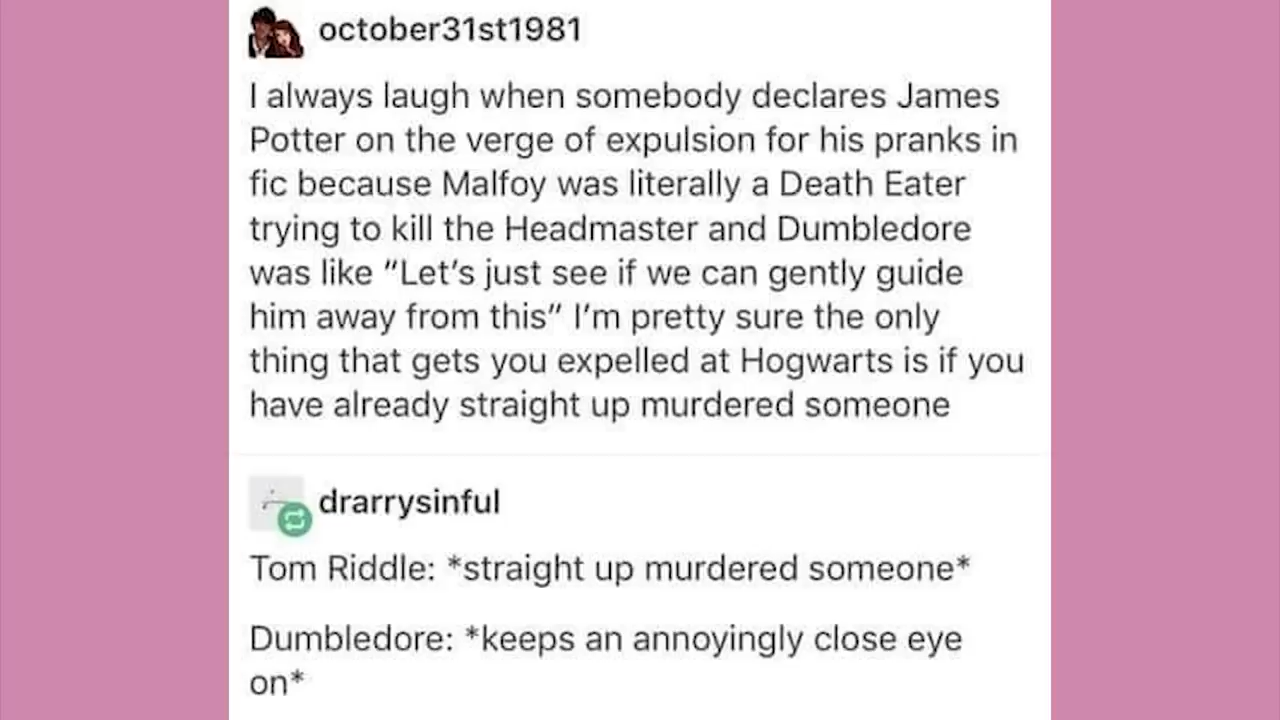 october31st1981
I always laugh when somebody declares James
Potter on the verge of expulsion for his pranks in
fic because Malfoy was literally a Death Eater
trying to kill the Headmaster and Dumbledore
was like “Let’s just see if we can gently guide
him away from this” I’m pretty sure the only
thing that gets you expelled at Hogwarts is if you
have already straight up murdered someone
drarrysinful
Tom Riddle: *straight up murdered someone*
Dumbledore: *keeps an annoyingly close eye
on*